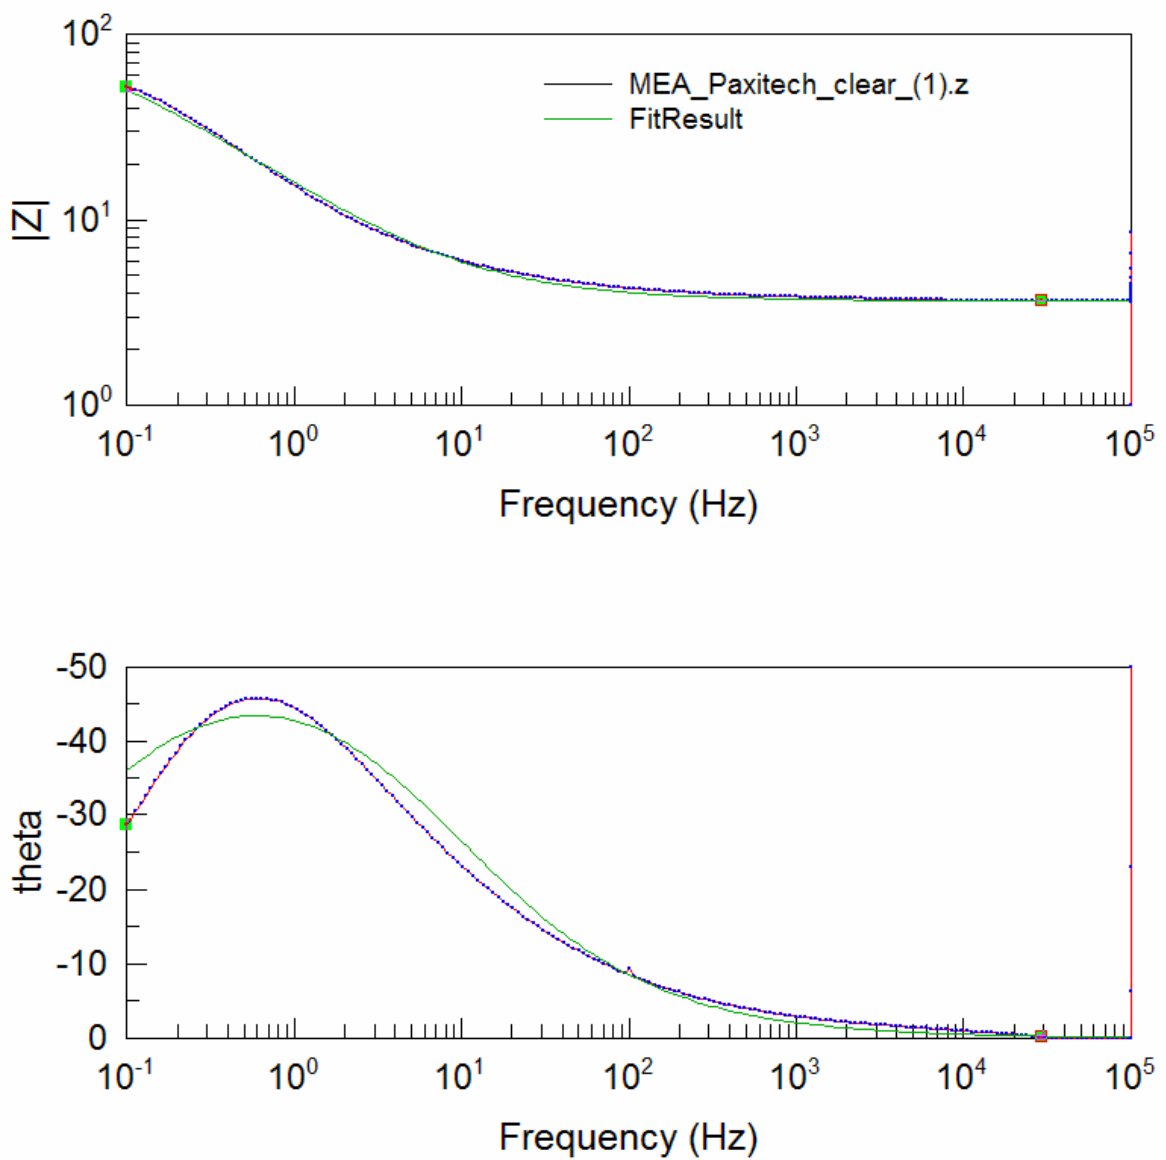 10²
MEA_Paxitech_clear_(1).z
FitResult
|Z|
10¹
10⁰
10⁻¹ 10⁰ 10¹ 10² 10³ 10⁴ 10⁵
Frequency (Hz)
-50
-40
-30
theta
-20
-10
0
10⁻¹ 10⁰ 10¹ 10² 10³ 10⁴ 10⁵
Frequency (Hz)